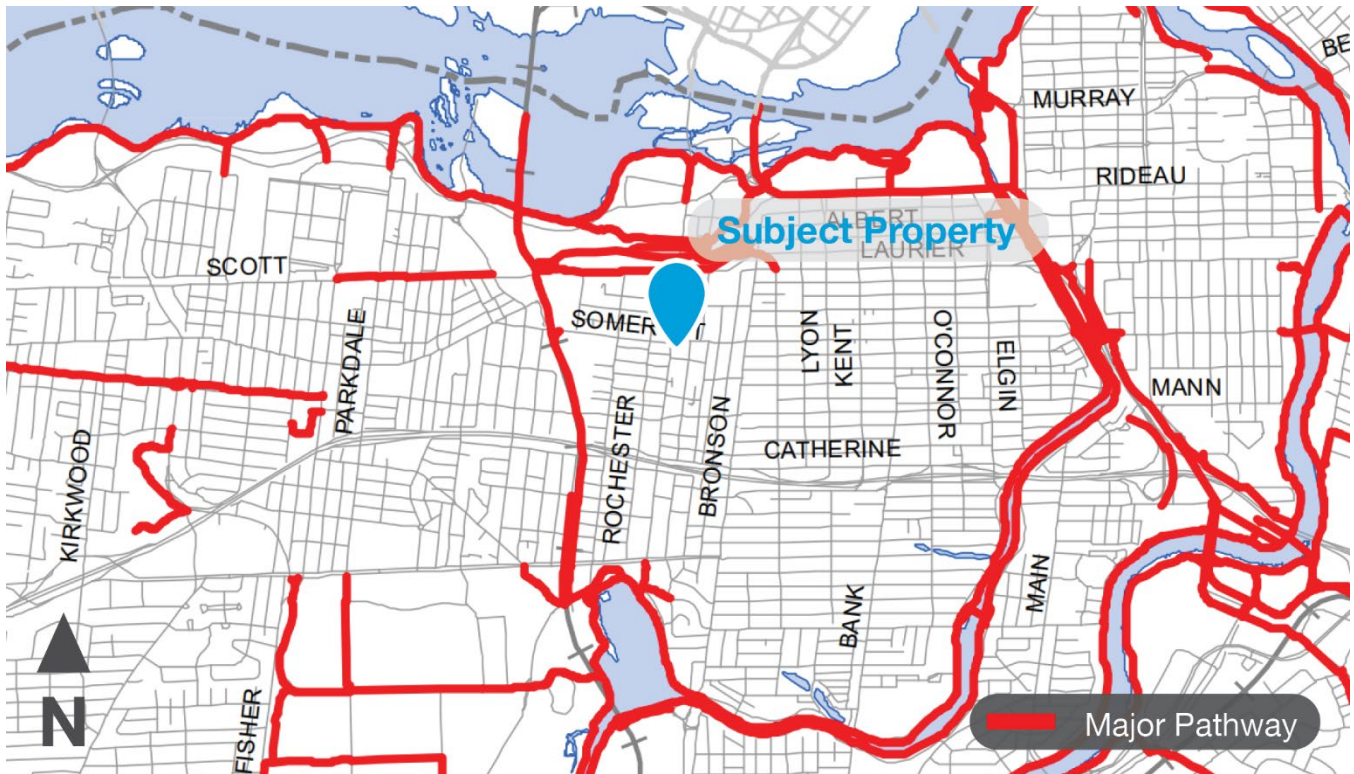 BE
MURRAY
RIDEAU
ALBERT
Subject Property
LAURIER
SCOTT
SOMER T
PARKDALE
LYON
KENT
O'CONNOR
ELGIN
MANN
ROCHESTER
BRONSON
CATHERINE
KIRKWOOD
MAIN
BANK
FISHER
N
Major Pathway